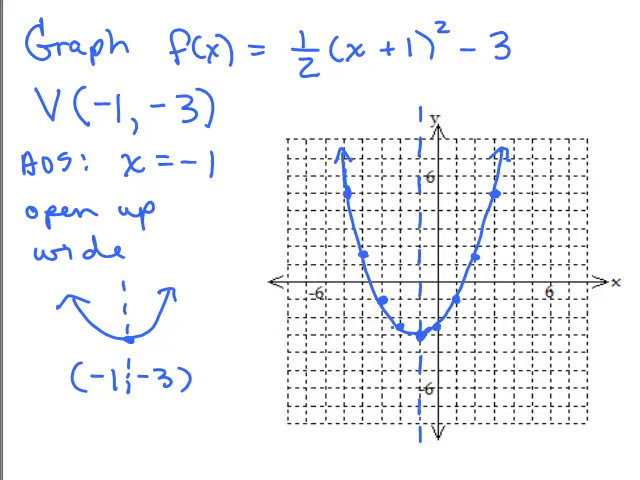 Graph f(x) = 1/2 (x + 1)² - 3
V(-1, -3)
AOS: x = -1
open up
wide
(-1, -3)
y
6
-6
6
x
-6